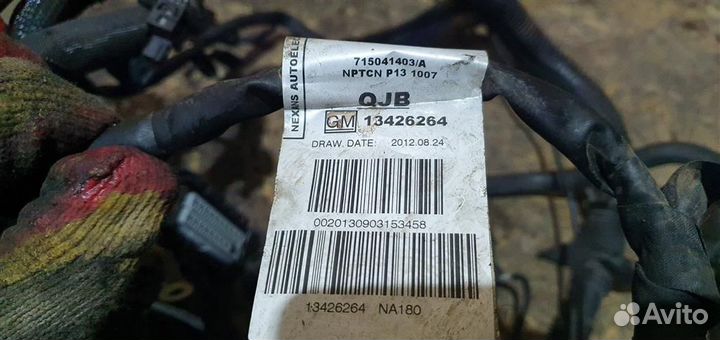 NEXANS AUTOELE
715041403/A
NPTCN P13 1007
QJB
GM 13426264
DRAW. DATE: 2012.08.24
0020130903153458
13426264 NA180
Avito